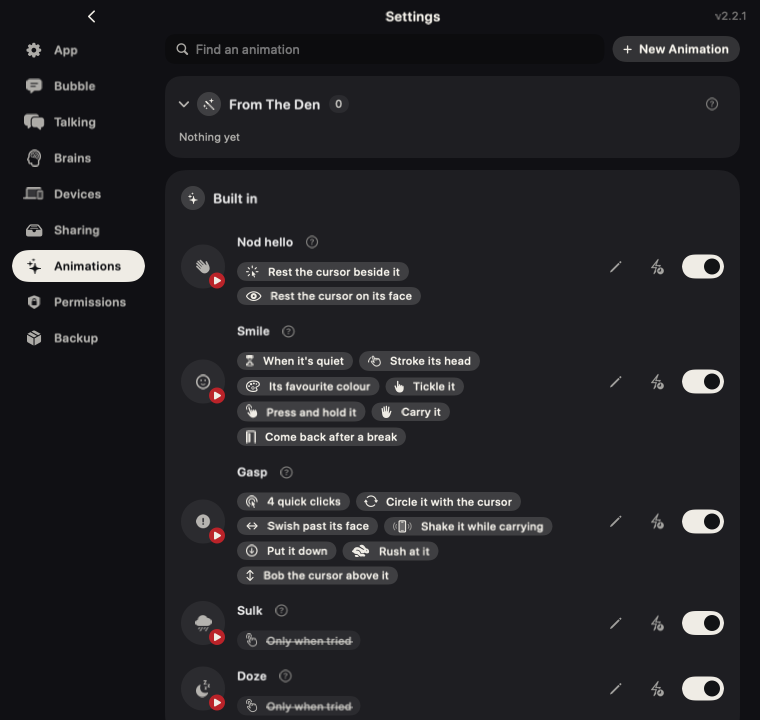 Settings
v2.2.1
App
Bubble
Talking
Brains
Devices
Sharing
Animations
Permissions
Backup
Find an animation
+ New Animation
From The Den 0
?
Nothing yet
Built in
Nod hello ?
Rest the cursor beside it
Rest the cursor on its face
Smile ?
When it's quiet
Stroke its head
Its favourite colour
Tickle it
Press and hold it
Carry it
Come back after a break
Gasp ?
4 quick clicks
Circle it with the cursor
Swish past its face
Shake it while carrying
Put it down
Rush at it
Bob the cursor above it
Sulk ?
Only when tried
Doze ?
Only when tried